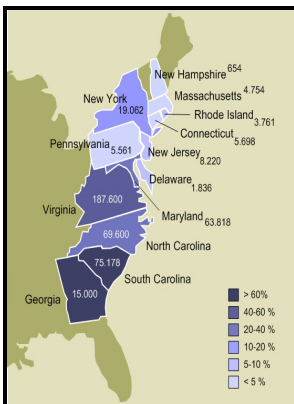 New Hampshire 654
Massachusetts 4.754
New York
19.062
Rhode Island 3.761
Connecticut 5.698
Pennsylvania
5.561
New Jersey 8.220
Delaware 1.836
187.600
Virginia
Maryland 63.818
69.600
North Carolina
75.178
South Carolina
15.000
Georgia
> 60%
40-60 %
20-40 %
10-20 %
5-10 %
< 5 %